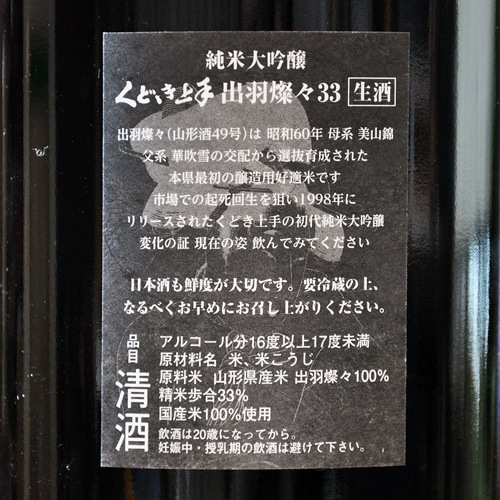 純米大吟醸
くどき上手 出羽燦々33 生酒
出羽燦々(山形酒49号)は 昭和60年 母系 美山錦
父系 華吹雪の交配から選抜育成された
本県最初の醸造用好適米です
市場での起死回生を狙い1998年に
リリースされたくどき上手の初代純米大吟醸
変化の証 現在の姿 飲んでみてください
日本酒も鮮度が大切です。要冷蔵の上、
なるべくお早めにお召し上がりください。
品目 清酒
アルコール分16度以上17度未満
原材料名 米、米こうじ
原料米 山形県産米 出羽燦々100%
精米歩合33%
国産米100%使用
飲酒は20歳になってから。
妊娠中・授乳期の飲酒は避けて下さい。